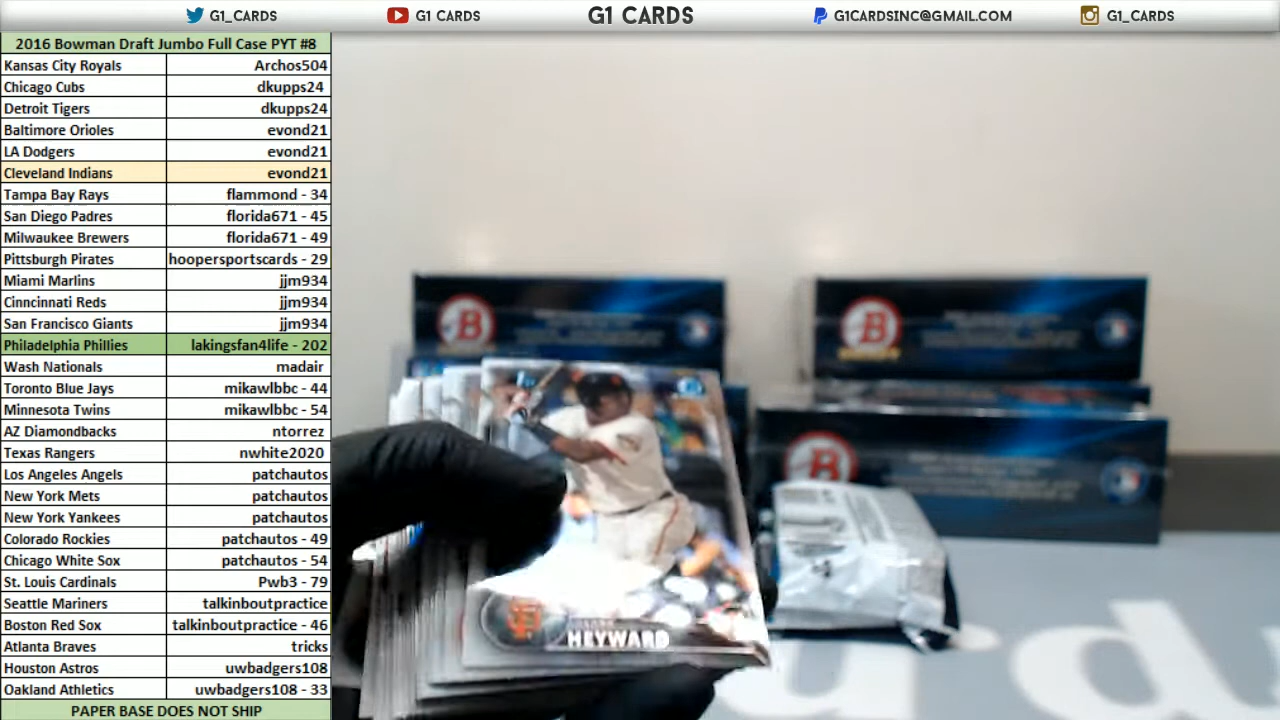 G1_CARDS G1 CARDS G1 CARDS G1CARDSINC@GMAIL.COM G1_CARDS
2016 Bowman Draft Jumbo Full Case PYT #8
Kansas City Royals Archos504
Chicago Cubs dkupps24
Detroit Tigers dkupps24
Baltimore Orioles evond21
LA Dodgers evond21
Cleveland Indians evond21
Tampa Bay Rays flammond - 34
San Diego Padres florida671 - 45
Milwaukee Brewers florida671 - 49
Pittsburgh Pirates hoopersportscards - 29
Miami Marlins jjm934
Cinncinnati Reds jjm934
San Francisco Giants jjm934
Philadelphia Phillies lakingsfan4life - 202
Wash Nationals madair
Toronto Blue Jays mikawlbbc - 44
Minnesota Twins mikawlbbc - 54
AZ Diamondbacks ntorrez
Texas Rangers nwhite2020
Los Angeles Angels patchautos
New York Mets patchautos
New York Yankees patchautos
Colorado Rockies patchautos - 49
Chicago White Sox patchautos - 54
St. Louis Cardinals Pwb3 - 79
Seattle Mariners talkinboutpractice
Boston Red Sox talkinboutpractice - 46
Atlanta Braves tricks
Houston Astros uwbadgers108
Oakland Athletics uwbadgers108 - 33
PAPER BASE DOES NOT SHIP
B
B
B
SF
HEYWARD